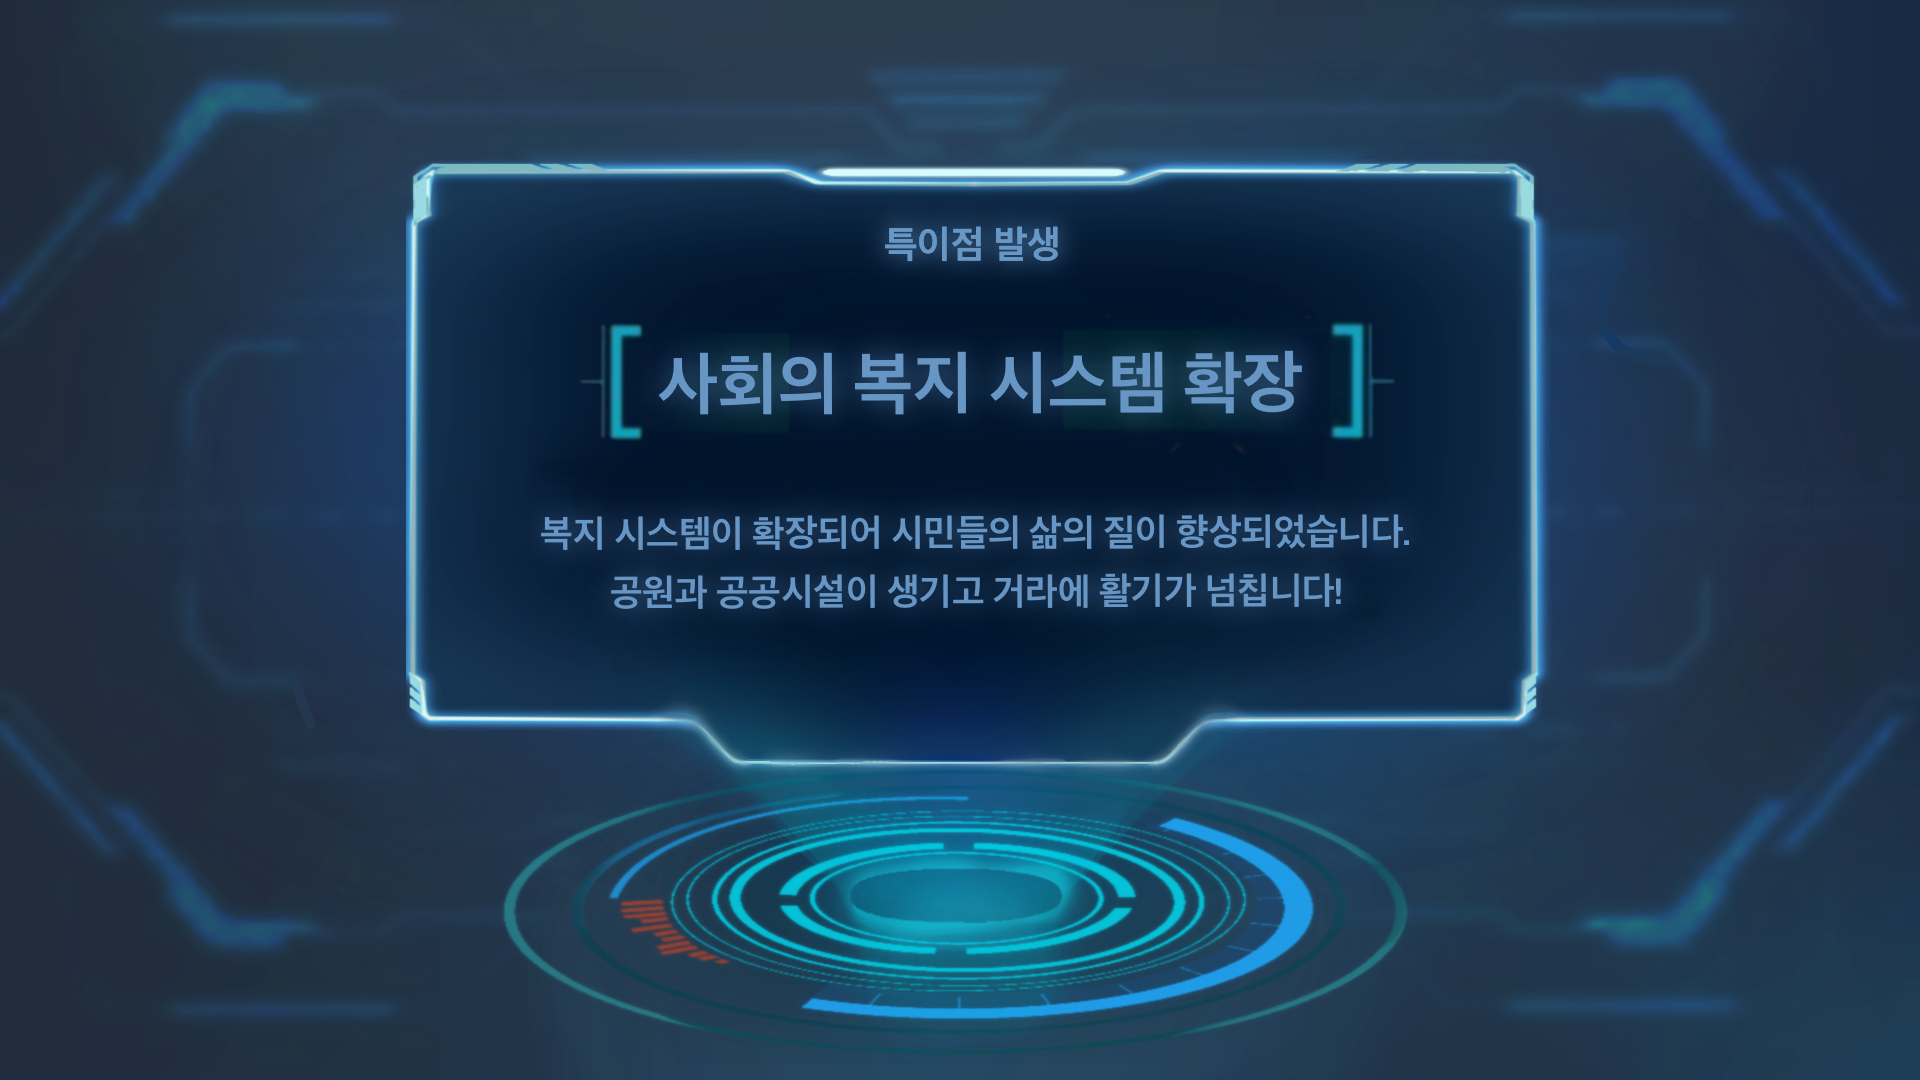 특이점 발생
[ 사회의 복지 시스템 확장 ]
복지 시스템이 확장되어 시민들의 삶의 질이 향상되었습니다.
공원과 공공시설이 생기고 거라에 활기가 넘칩니다!